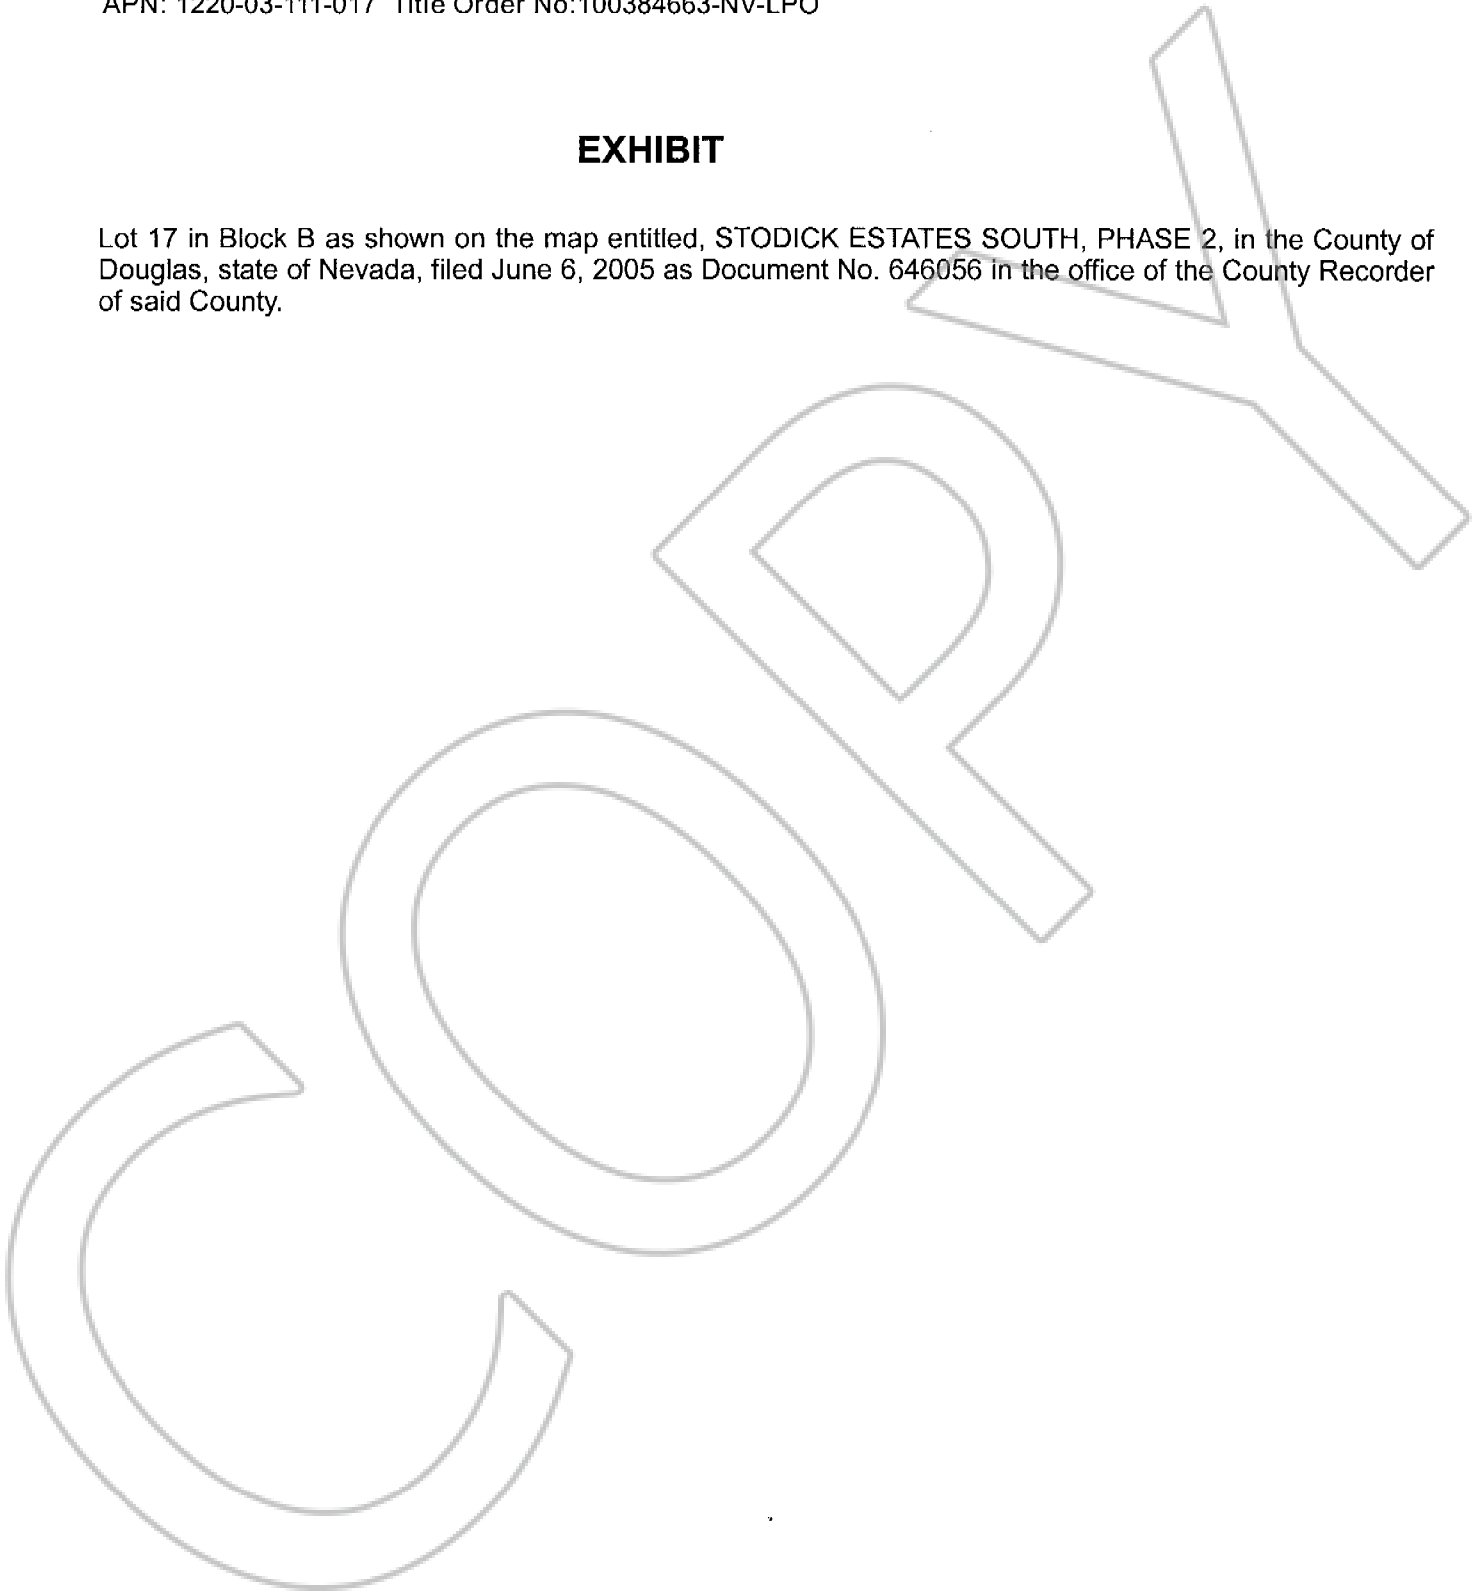 APN: 1220-03-111-017 Title Order No:100384663-NV-LPO
EXHIBIT
Lot 17 in Block B as shown on the map entitled, STODICK ESTATES SOUTH, PHASE 2, in the County of
Douglas, state of Nevada, filed June 6, 2005 as Document No. 646056 in the office of the County Recorder
of said County.
COPY